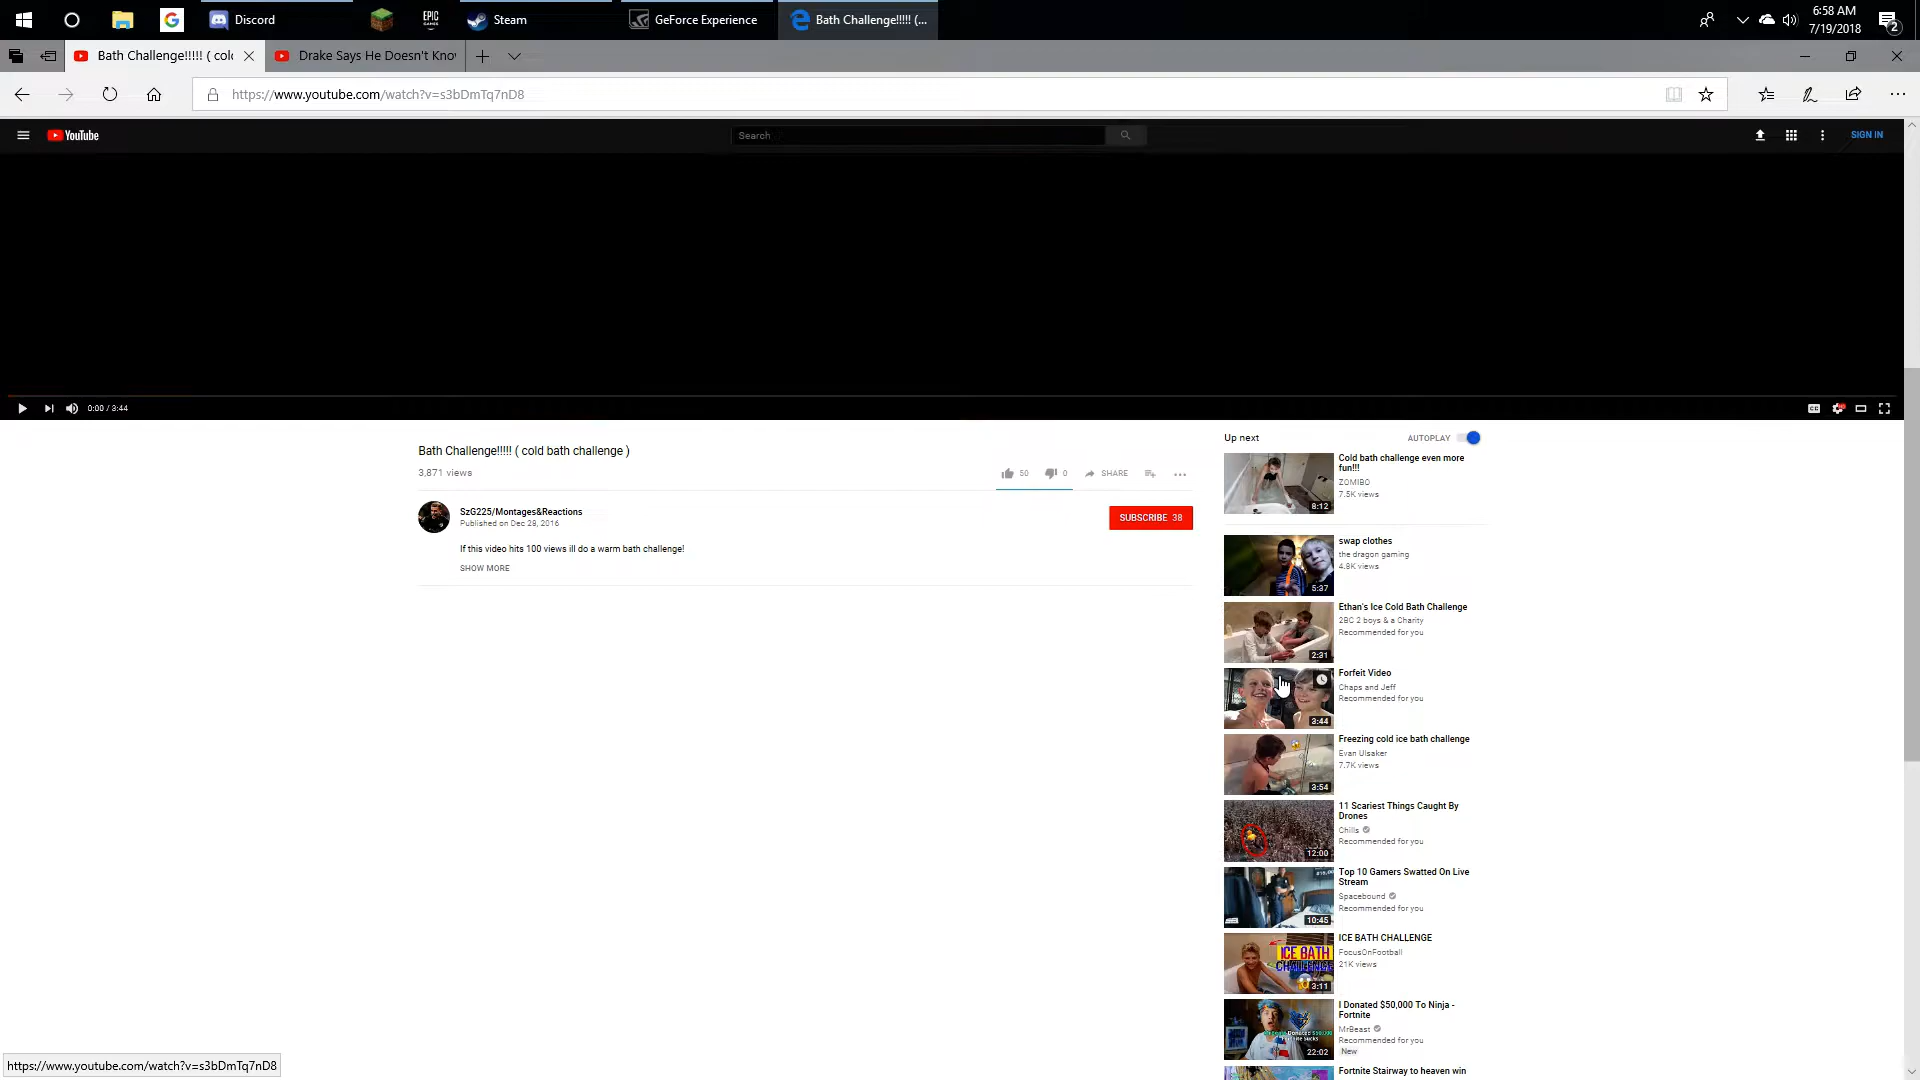 Discord
EPIC GAMES
Steam
GeForce Experience
Bath Challenge!!!!! (...
6:58 AM
7/19/2018
2
Bath Challenge!!!!! ( col
Drake Says He Doesn't Kno
https://www.youtube.com/watch?v=s3bDmTq7nD8
YouTube
Search
SIGN IN
0:00 / 3:44
Bath Challenge!!!!! ( cold bath challenge )
3,871 views
50
0
SHARE
SzG225/Montages&Reactions
Published on Dec 28, 2016
SUBSCRIBE 38
If this video hits 100 views ill do a warm bath challenge!
SHOW MORE
Up next
AUTOPLAY
Cold bath challenge even more
fun!!!
ZOMIBO
7.5K views
8:12
swap clothes
the dragon gaming
4.8K views
5:37
Ethan's Ice Cold Bath Challenge
2BC 2 boys & a Charity
Recommended for you
2:31
Forfeit Video
Chaps and Jeff
Recommended for you
3:44
Freezing cold ice bath challenge
Evan Ulsaker
7.7K views
3:54
11 Scariest Things Caught By
Drones
Chills
Recommended for you
12:00
Top 10 Gamers Swatted On Live
Stream
Spacebound
Recommended for you
10:45
ICE BATH CHALLENGE
FocusOnFootball
21K views
ICE BATH
CHALLENGE
3:11
I Donated $50,000 To Ninja -
Fortnite
MrBeast
Recommended for you
New
22:02
Fortnite Stairway to heaven win
https://www.youtube.com/watch?v=s3bDmTq7nD8